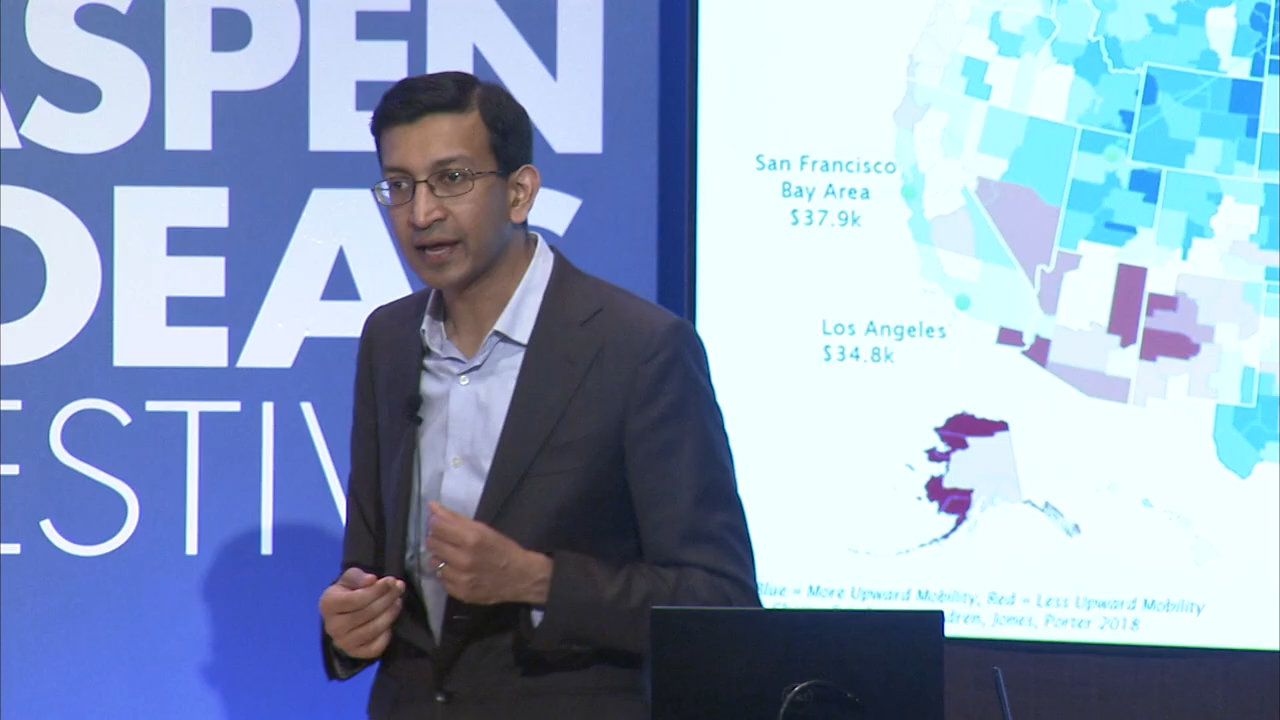 ASPEN
IDEAS
FESTIV
San Francisco
Bay Area
$37.9k
Los Angeles
$34.8k
Blue = More Upward Mobility, Red = Less Upward Mobility
Jones, Porter 2018